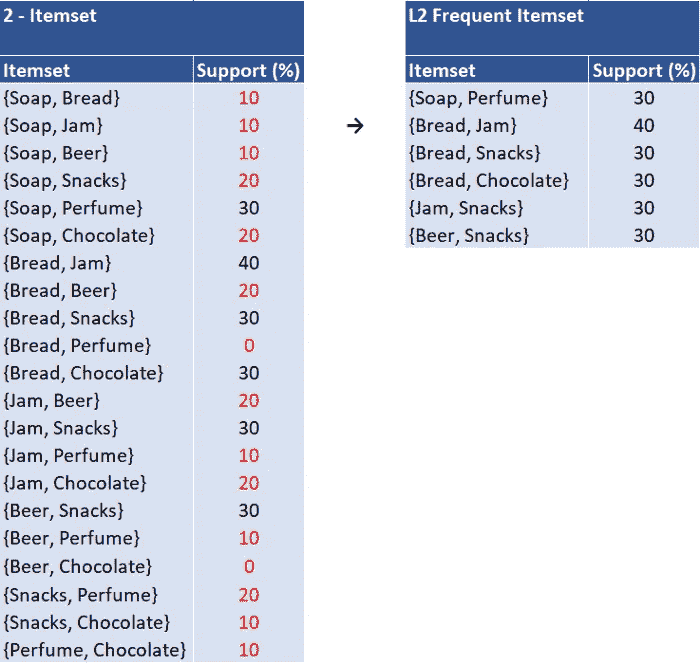 2 - Itemset
Itemset Support (%)
{Soap, Bread} 10
{Soap, Jam} 10
{Soap, Beer} 10
{Soap, Snacks} 20
{Soap, Perfume} 30
{Soap, Chocolate} 20
{Bread, Jam} 40
{Bread, Beer} 20
{Bread, Snacks} 30
{Bread, Perfume} 0
{Bread, Chocolate} 30
{Jam, Beer} 20
{Jam, Snacks} 30
{Jam, Perfume} 10
{Jam, Chocolate} 20
{Beer, Snacks} 30
{Beer, Perfume} 10
{Beer, Chocolate} 0
{Snacks, Perfume} 20
{Snacks, Chocolate} 10
{Perfume, Chocolate} 10
→
L2 Frequent Itemset
Itemset Support (%)
{Soap, Perfume} 30
{Bread, Jam} 40
{Bread, Snacks} 30
{Bread, Chocolate} 30
{Jam, Snacks} 30
{Beer, Snacks} 30